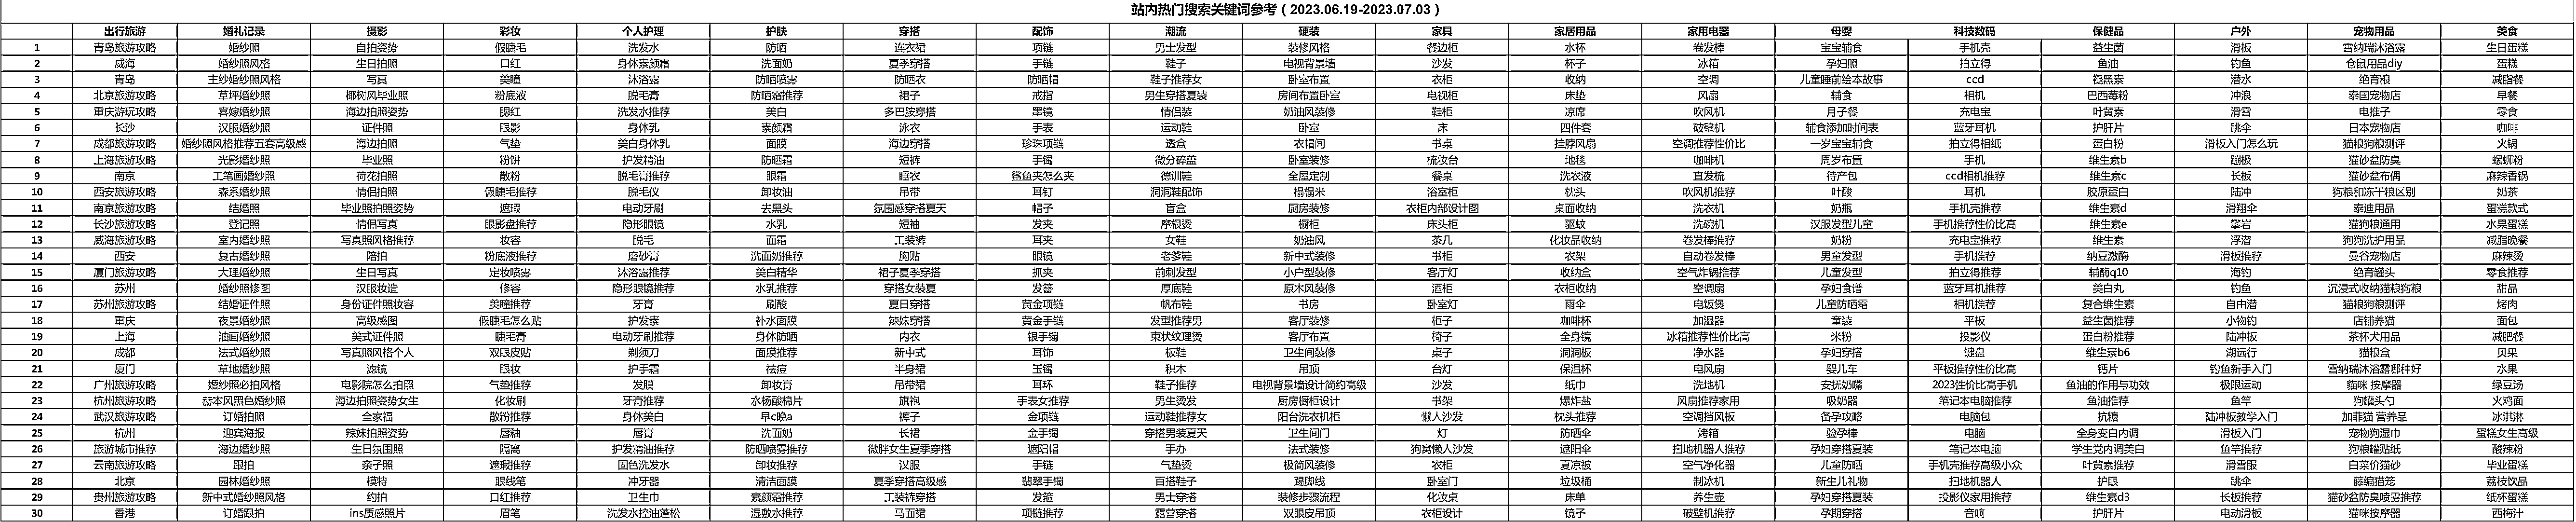 站内热门搜索关键词参考（2023.06.19-2023.07.03）
出行旅游 婚礼记录 摄影 彩妆 个人护理 护肤 穿搭 配饰 潮流 硬装 家具 家居用品 家用电器 母婴 科技数码 保健品 户外 宠物用品 美食
1 青岛旅游攻略 婚纱照 自拍姿势 假睫毛 洗发水 防晒 连衣裙 项链 男士发型 装修风格 餐边柜 水杯 卷发棒 宝宝辅食 手机壳 益生菌 滑板 雪纳瑞沐浴露 生日蛋糕
2 威海 婚纱照风格 生日拍照 口红 身体素颜霜 洗面奶 夏季穿搭 手链 鞋子 电视背景墙 沙发 杯子 冰箱 孕妇照 拍立得 鱼油 钓鱼 仓鼠用品diy 蛋糕
3 青岛 主纱婚纱照风格 写真 美瞳 沐浴露 防晒喷雾 防晒衣 防晒帽 鞋子推荐女 卧室布置 衣柜 收纳 空调 儿童睡前绘本故事 ccd 褪黑素 潜水 绝育粮 减脂餐
4 北京旅游攻略 草坪婚纱照 椰树风毕业照 粉底液 脱毛膏 防晒霜推荐 裙子 戒指 男生穿搭夏装 房间布置卧室 电视柜 床垫 风扇 辅食 相机 巴西莓粉 冲浪 泰国宠物店 早餐
5 重庆游玩攻略 喜嫁婚纱照 海边拍照姿势 腮红 洗发水推荐 美白 多巴胺穿搭 墨镜 情侣装 奶油风装修 鞋柜 凉席 吹风机 月子餐 充电宝 叶黄素 滑雪 电推子 零食
6 长沙 汉服婚纱照 证件照 眼影 身体乳 素颜霜 泳衣 手表 运动鞋 卧室 床 四件套 破壁机 辅食添加时间表 蓝牙耳机 护肝片 跳伞 日本宠物店 咖啡
7 成都旅游攻略 婚纱照风格推荐五套高级感 海边拍照 气垫 美白身体乳 面膜 海边穿搭 珍珠项链 透盒 衣帽间 书桌 挂脖风扇 空调推荐性价比 一岁宝宝辅食 拍立得相纸 蛋白粉 滑板入门怎么玩 猫粮狗粮测评 火锅
8 上海旅游攻略 光影婚纱照 毕业照 粉饼 护发精油 防晒霜 短裤 手镯 微分碎盖 卧室装修 梳妆台 地毯 咖啡机 周岁布置 手机 维生素b 蹦极 猫砂盆防臭 螺蛳粉
9 南京 工笔画婚纱照 荷花拍照 散粉 脱毛膏推荐 眼霜 睡衣 鲨鱼夹怎么夹 德训鞋 全屋定制 餐桌 洗衣液 直发梳 待产包 ccd相机推荐 维生素c 长板 猫砂盆布偶 麻辣香锅
10 西安旅游攻略 森系婚纱照 情侣拍照 假睫毛推荐 脱毛仪 卸妆油 吊带 耳钉 洞洞鞋配饰 榻榻米 浴室柜 枕头 吹风机推荐 叶酸 耳机 胶原蛋白 陆冲 狗粮和冻干粮区别 奶茶
11 南京旅游攻略 结婚照 毕业照拍照姿势 遮瑕 电动牙刷 去黑头 氛围感穿搭夏天 帽子 盲盒 厨房装修 衣柜内部设计图 桌面收纳 洗衣机 奶瓶 手机壳推荐 维生素d 滑翔伞 泰迪用品 蛋糕款式
12 长沙旅游攻略 登记照 情侣写真 眼影盘推荐 隐形眼镜 水乳 短袖 发夹 摩根烫 橱柜 床头柜 驱蚊 洗碗机 汉服发型儿童 手机推荐性价比高 维生素e 攀岩 猫狗粮通用 水果蛋糕
13 威海旅游攻略 室内婚纱照 写真照风格推荐 妆容 脱毛 面霜 工装裤 耳夹 女鞋 奶油风 茶几 化妆品收纳 卷发棒推荐 奶粉 充电宝推荐 维生素 浮潜 狗狗洗护用品 减脂晚餐
14 西安 复古婚纱照 陪拍 粉底液推荐 磨砂膏 洗面奶推荐 胸贴 眼镜 老爹鞋 新中式装修 书柜 衣架 自动卷发棒 男童发型 手机推荐 纳豆激酶 滑板推荐 曼谷宠物店 麻辣烫
15 厦门旅游攻略 大理婚纱照 生日写真 定妆喷雾 沐浴露推荐 美白精华 裙子夏季穿搭 抓夹 前刺发型 小户型装修 客厅灯 收纳盒 空气炸锅推荐 儿童发型 拍立得推荐 辅酶q10 海钓 绝育罐头 零食推荐
16 苏州 婚纱照修图 汉服妆造 修容 隐形眼镜推荐 水乳推荐 穿搭女装夏 发簪 厚底鞋 原木风装修 酒柜 衣柜收纳 空调扇 孕妇食谱 蓝牙耳机推荐 美白丸 钓鱼 沉浸式收纳猫粮狗粮 甜品
17 苏州旅游攻略 结婚证件照 身份证件照妆容 美瞳推荐 牙膏 刷酸 夏日穿搭 黄金项链 帆布鞋 书房 卧室灯 雨伞 电饭煲 儿童防晒霜 相机推荐 复合维生素 自由潜 猫粮狗粮测评 烤肉
18 重庆 夜景婚纱照 高级感图 假睫毛怎么贴 护发素 补水面膜 辣妹穿搭 黄金手链 发型推荐男 客厅装修 柜子 咖啡杯 加湿器 童装 平板 益生菌推荐 小物钓 店铺养猫 面包
19 上海 油画婚纱照 美式证件照 睫毛膏 电动牙刷推荐 身体防晒 内衣 银手镯 束状纹理烫 客厅布置 椅子 全身镜 冰箱推荐性价比高 米粉 投影仪 蛋白粉推荐 陆冲板 茶杯犬用品 减肥餐
20 成都 法式婚纱照 写真照风格个人 双眼皮贴 剃须刀 面膜推荐 新中式 耳饰 板鞋 卫生间装修 桌子 洞洞板 净水器 孕妇穿搭 键盘 维生素b6 湖远行 猫粮盒 贝果
21 厦门 草地婚纱照 滤镜 眼妆 护手霜 祛痘 半身裙 玉镯 积木 吊顶 台灯 保温杯 电风扇 婴儿车 平板推荐性价比高 钙片 钓鱼新手入门 雪纳瑞沐浴露哪种好 水果
22 广州旅游攻略 婚纱照必拍风格 电影院怎么拍照 气垫推荐 发膜 卸妆膏 吊带裙 耳环 鞋子推荐 电视背景墙设计简约高级 沙发 纸巾 洗地机 安抚奶嘴 2023性价比高手机 鱼油的作用与功效 极限运动 貓咪 按摩器 绿豆汤
23 杭州旅游攻略 赫本风黑色婚纱照 海边拍照姿势女生 化妆刷 牙膏推荐 水杨酸棉片 旗袍 手表女推荐 男生烫发 厨房橱柜设计 书架 爆炸盐 风扇推荐家用 吸奶器 笔记本电脑推荐 鱼油推荐 鱼竿 狗罐头勺 火鸡面
24 武汉旅游攻略 订婚拍照 全家福 散粉推荐 身体美白 早c晚a 裤子 金项链 运动鞋推荐女 阳台洗衣机柜 懒人沙发 枕头推荐 空调挡风板 备孕攻略 电脑包 抗糖 陆冲板教学入门 加菲猫 营养品 冰淇淋
25 杭州 迎宾海报 辣妹拍照姿势 唇釉 唇膏 洗面奶 长裙 金手镯 穿搭男装夏天 卫生间门 灯 防晒伞 烤箱 验孕棒 电脑 全身变白内调 滑板入门 宠物狗湿巾 蛋糕女生高级
26 旅游城市推荐 海边婚纱照 生日氛围照 隔离 护发精油推荐 防晒喷雾推荐 微胖女生夏季穿搭 遮阳帽 手办 法式装修 狗窝懒人沙发 遮阳伞 扫地机器人推荐 孕妇穿搭夏装 笔记本电脑 学生党内调美白 鱼竿推荐 狗粮罐贴纸 酸辣粉
27 云南旅游攻略 跟拍 亲子照 遮瑕推荐 固色洗发水 卸妆推荐 汉服 手链 气垫烫 极简风装修 衣柜 夏凉被 空气净化器 儿童防晒 手机壳推荐高级小众 叶黄素推荐 滑雪服 白菜价猫砂 毕业蛋糕
28 北京 园林婚纱照 模特 眼线笔 冲牙器 清洁面膜 夏季穿搭高级感 翡翠手镯 百搭鞋子 踢脚线 卧室门 垃圾桶 制冰机 新生儿礼物 扫地机器人 护眼 跳伞 藤编猫笼 荔枝饮品
29 贵州旅游攻略 新中式婚纱照风格 约拍 口红推荐 卫生巾 素颜霜推荐 工装裤穿搭 发箍 男士穿搭 装修步骤流程 化妆桌 床单 养生壶 孕妇穿搭夏装 投影仪家用推荐 维生素d3 长板推荐 猫砂盆防臭喷雾推荐 纸杯蛋糕
30 香港 订婚跟拍 ins质感照片 眉笔 洗发水控油蓬松 湿敷水推荐 马面裙 项链推荐 露营穿搭 双眼皮吊顶 衣柜设计 镜子 破壁机推荐 孕期穿搭 音响 护肝片 电动滑板 猫咪按摩器 西梅汁